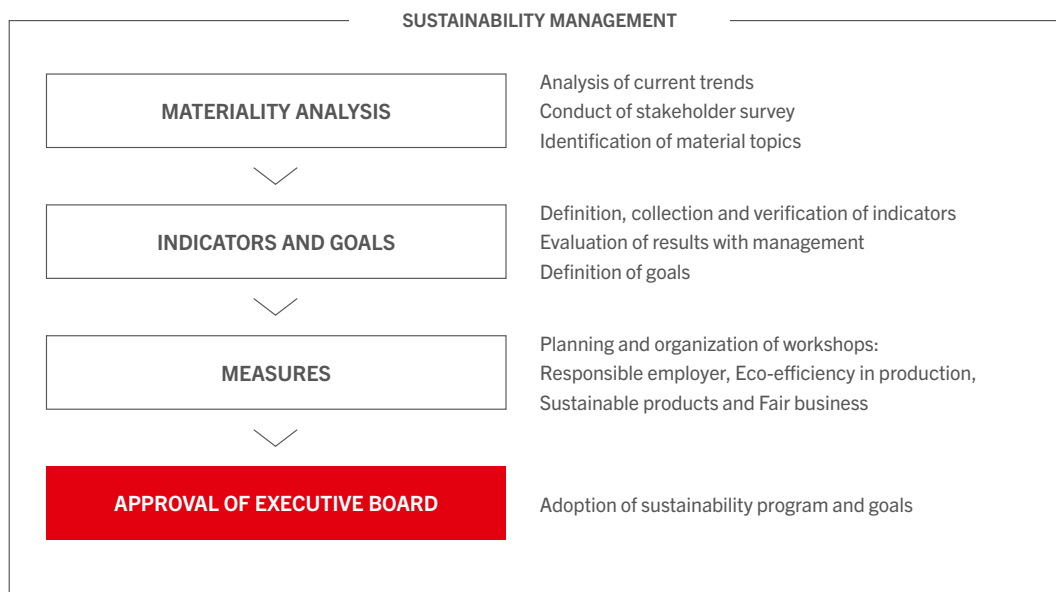 SUSTAINABILITY MANAGEMENT
MATERIALITY ANALYSIS
Analysis of current trends
Conduct of stakeholder survey
Identification of material topics
INDICATORS AND GOALS
Definition, collection and verification of indicators
Evaluation of results with management
Definition of goals
MEASURES
Planning and organization of workshops:
Responsible employer, Eco-efficiency in production,
Sustainable products and Fair business
APPROVAL OF EXECUTIVE BOARD
Adoption of sustainability program and goals